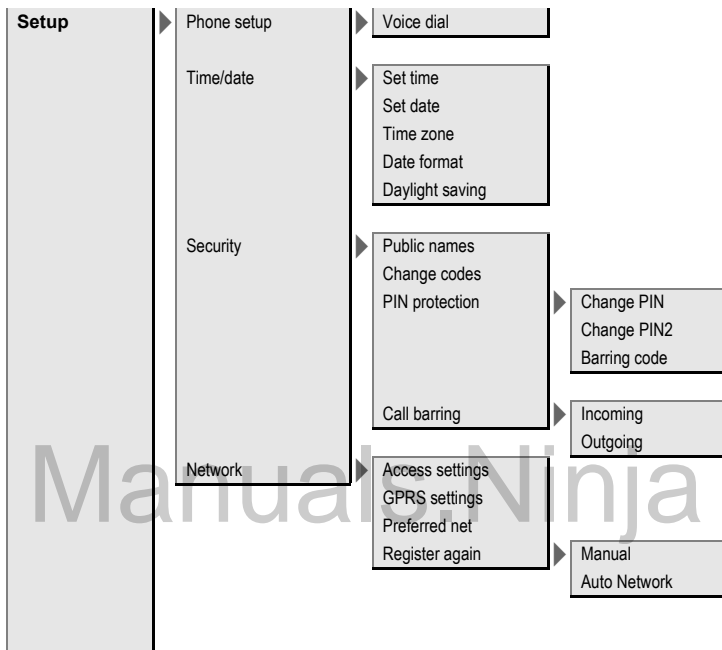 Setup
Phone setup
Voice dial
Time/date
Set time
Set date
Time zone
Date format
Daylight saving
Security
Public names
Change codes
PIN protection
Change PIN
Change PIN2
Barring code
Call barring
Incoming
Outgoing
Network
Access settings
GPRS settings
Preferred net
Register again
Manual
Auto Network
Manuals.Ninja